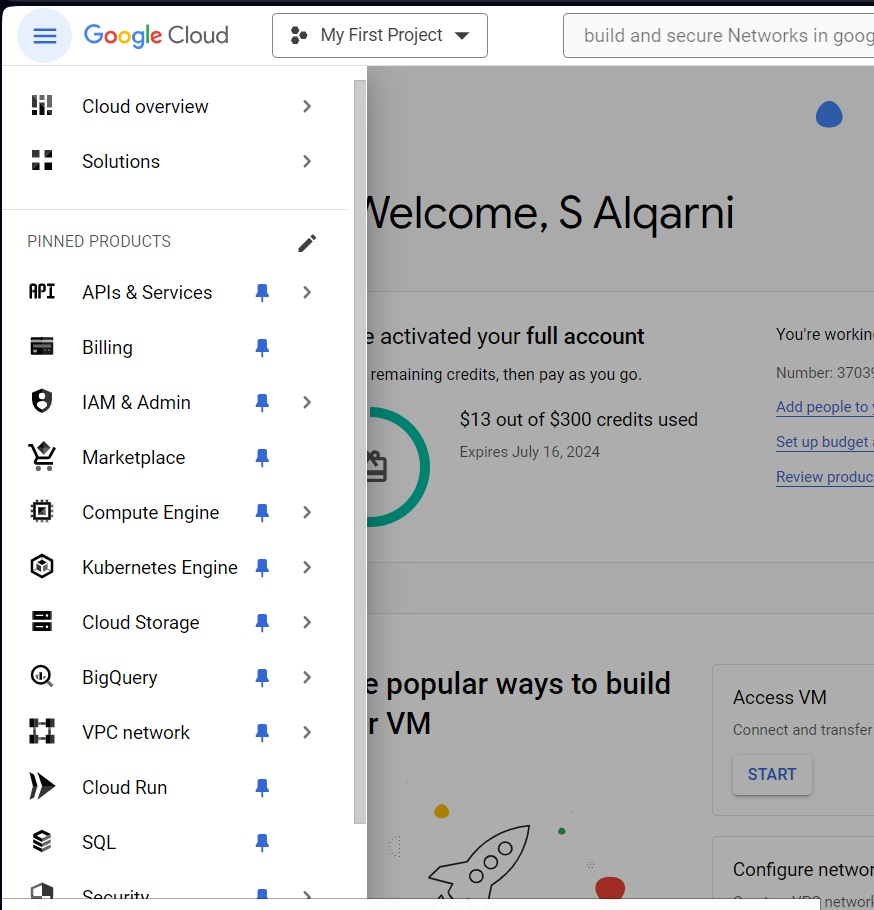 Google Cloud
My First Project
build and secure Networks in goog
Cloud overview
Solutions
PINNED PRODUCTS
API APIs & Services
Billing
IAM & Admin
Marketplace
Compute Engine
Kubernetes Engine
Cloud Storage
BigQuery
VPC network
Cloud Run
SQL
Security
Welcome, S Alqarni
e activated your full account
remaining credits, then pay as you go.
$13 out of $300 credits used
Expires July 16, 2024
You're workin
Number: 3703
Add people to
Set up budget
Review produc
e popular ways to build
r VM
Access VM
Connect and transfer
START
Configure networ